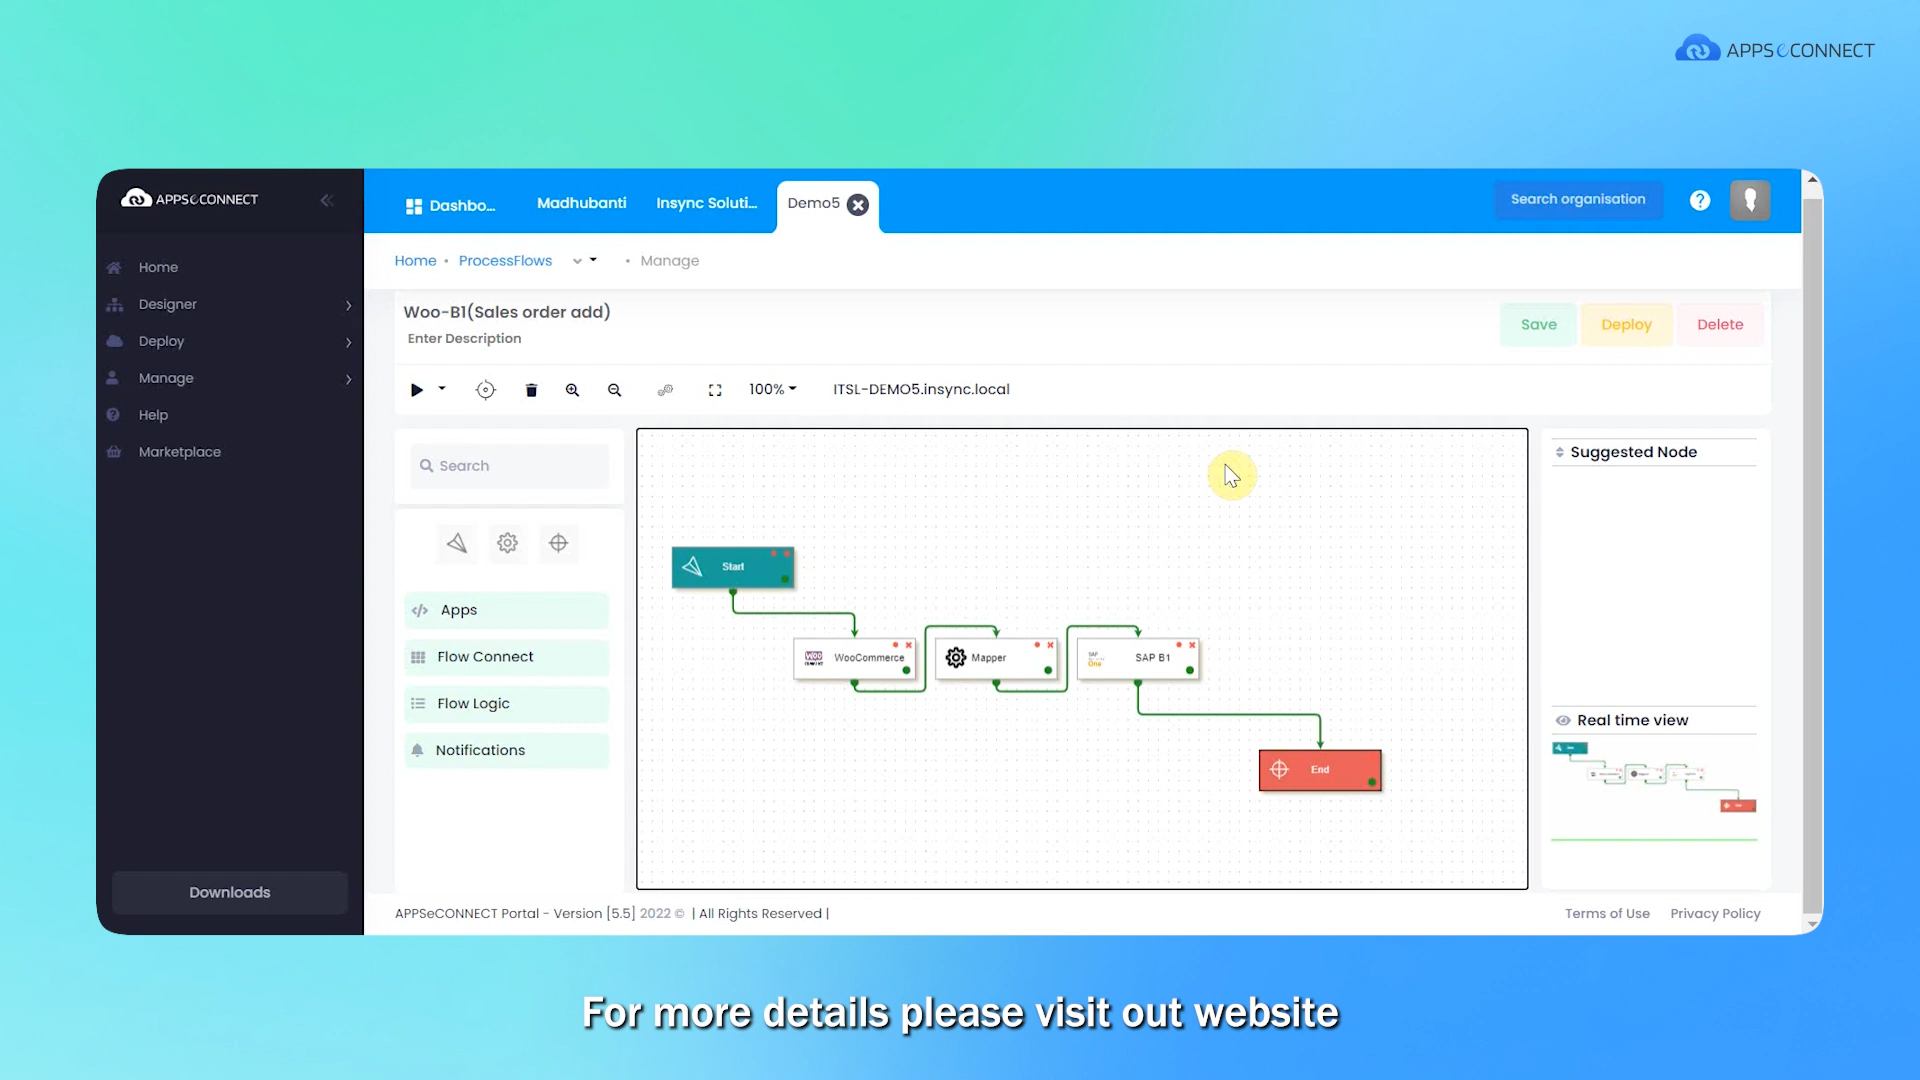 APPSeCONNECT
APPSeCONNECT
Dashbo...
Madhubanti
Insync Soluti...
Demo5
Search organisation
?
Home
Designer
Deploy
Manage
Help
Marketplace
Downloads
Home • ProcessFlows • Manage
Woo-B1(Sales order add)
Enter Description
Save
Deploy
Delete
100%
ITSL-DEMO5.insync.local
Search
Apps
Flow Connect
Flow Logic
Notifications
Start
WOO
WooCommerce
Mapper
SAP
One
SAP B1
End
Suggested Node
Real time view
APPSeCONNECT Portal - Version [5.5] 2022 © | All Rights Reserved |
Terms of Use
Privacy Policy
For more details please visit out website